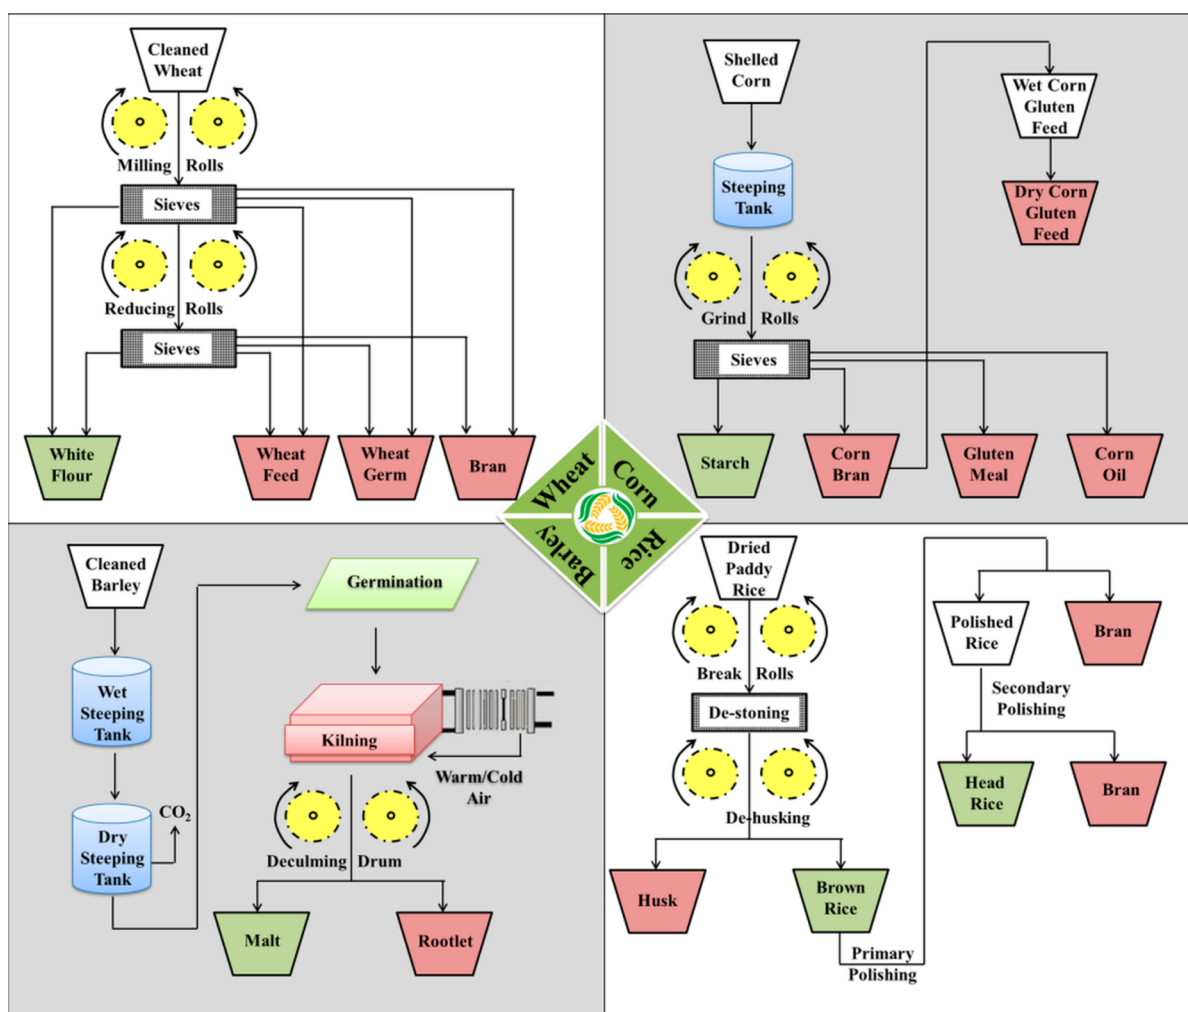 Cleaned
Wheat
Milling Rolls
Sieves
Reducing Rolls
Sieves
White
Flour
Wheat
Feed
Wheat
Germ
Bran
Shelled
Corn
Steeping
Tank
Grind Rolls
Sieves
Starch
Corn
Bran
Gluten
Meal
Corn
Oil
Wet Corn
Gluten
Feed
Dry Corn
Gluten
Feed
Wheat
Corn
Barley
Rice
Cleaned
Barley
Wet
Steeping
Tank
Dry
Steeping
Tank
CO₂
Germination
Kilning
Warm/Cold
Air
Deculming Drum
Malt
Rootlet
Dried
Paddy
Rice
Break Rolls
De-stoning
De-husking
Husk
Brown
Rice
Primary
Polishing
Polished
Rice
Bran
Secondary
Polishing
Head
Rice
Bran